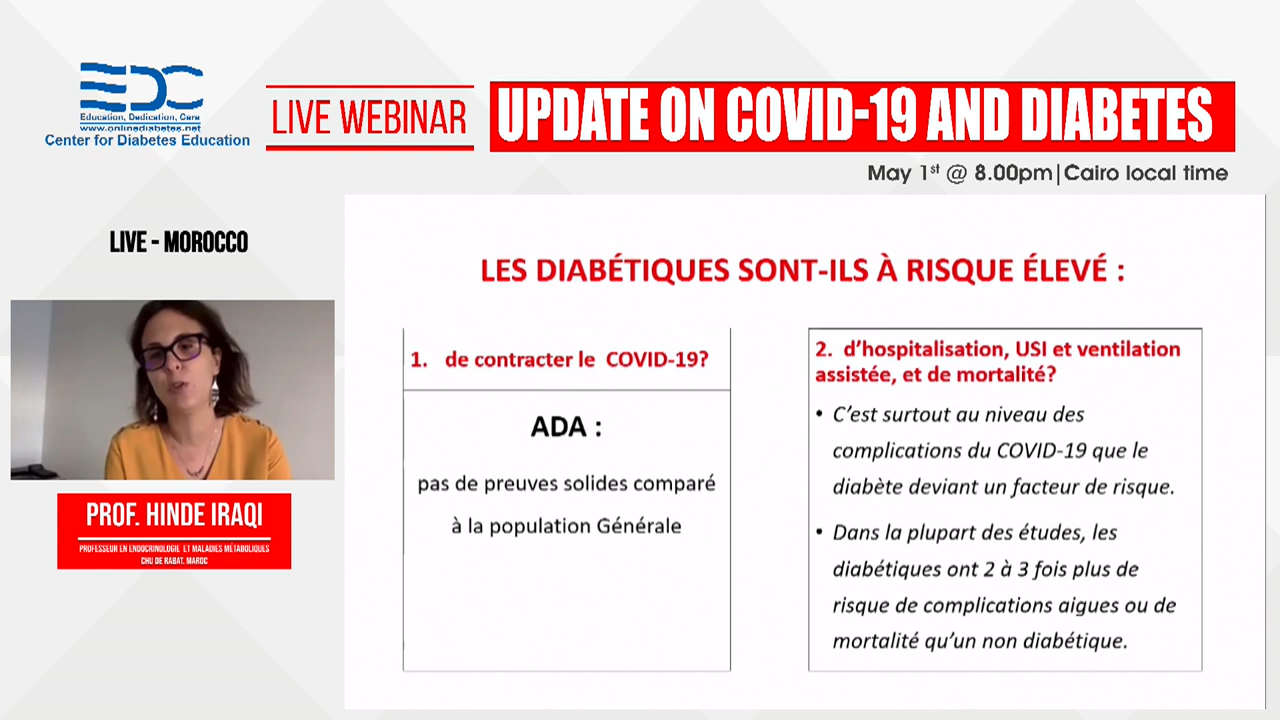 EDC
Education, Dedication, Care
www.onlinediabetes.net
Center for Diabetes Education
LIVE WEBINAR
UPDATE ON COVID-19 AND DIABETES
May 1st @ 8.00pm|Cairo local time
LIVE - MOROCCO
PROF. HINDE IRAQI
PROFESSEUR EN ENDOCRINOLOGIE ET MALADIES MÉTABOLIQUES
CHU DE RABAT. MAROC
LES DIABÉTIQUES SONT-ILS À RISQUE ÉLEVÉ :
1. de contracter le COVID-19?
ADA :
pas de preuves solides comparé
à la population Générale
2. d’hospitalisation, USI et ventilation
assistée, et de mortalité?
• C’est surtout au niveau des
complications du COVID-19 que le
diabète deviant un facteur de risque.
• Dans la plupart des études, les
diabétiques ont 2 à 3 fois plus de
risque de complications aigues ou de
mortalité qu’un non diabétique.